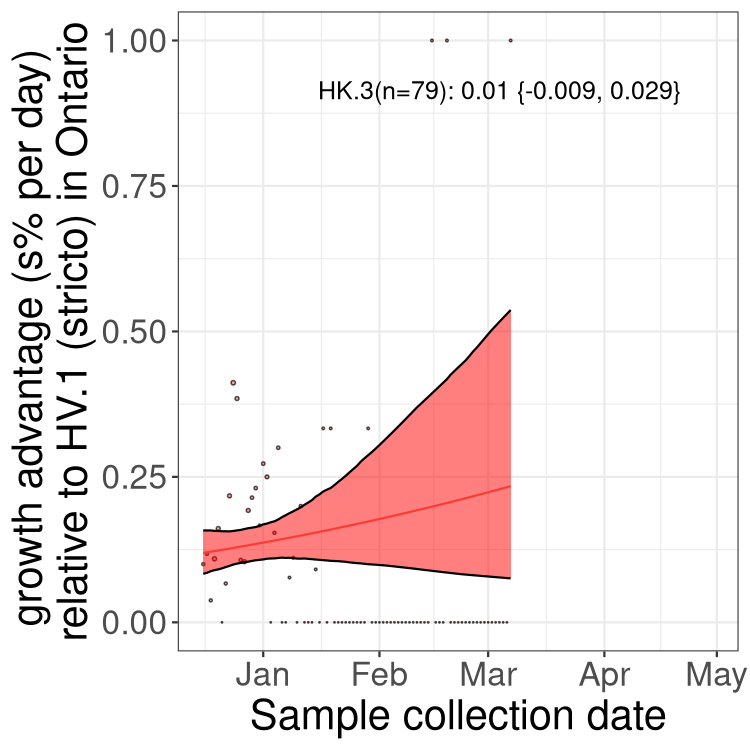 growth advantage (s% per day)
relative to HV.1 (stricto) in Ontario
1.00
0.75
0.50
0.25
0.00
HK.3(n=79): 0.01 {-0.009, 0.029}
Jan Feb Mar Apr May
Sample collection date